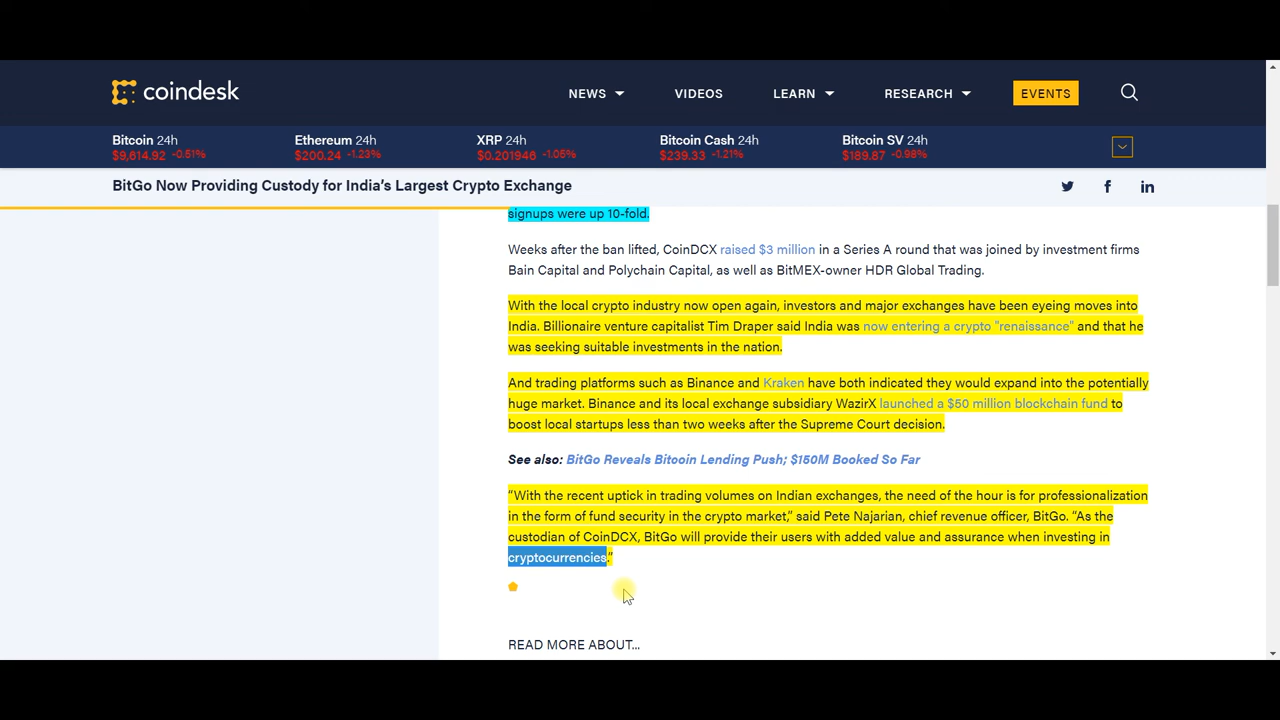 coindesk
NEWS
VIDEOS
LEARN
RESEARCH
EVENTS
Bitcoin 24h
$9,614.92 -0.51%
Ethereum 24h
$200.24 -1.23%
XRP 24h
$0.201946 -1.05%
Bitcoin Cash 24h
$239.33 -1.21%
Bitcoin SV 24h
$189.87 -0.98%
BitGo Now Providing Custody for India’s Largest Crypto Exchange
signups were up 10-fold.
Weeks after the ban lifted, CoinDCX raised $3 million in a Series A round that was joined by investment firms
Bain Capital and Polychain Capital, as well as BitMEX-owner HDR Global Trading.
With the local crypto industry now open again, investors and major exchanges have been eyeing moves into
India. Billionaire venture capitalist Tim Draper said India was now entering a crypto "renaissance" and that he
was seeking suitable investments in the nation.
And trading platforms such as Binance and Kraken have both indicated they would expand into the potentially
huge market. Binance and its local exchange subsidiary WazirX launched a $50 million blockchain fund to
boost local startups less than two weeks after the Supreme Court decision.
See also: BitGo Reveals Bitcoin Lending Push; $150M Booked So Far
“With the recent uptick in trading volumes on Indian exchanges, the need of the hour is for professionalization
in the form of fund security in the crypto market,” said Pete Najarian, chief revenue officer, BitGo. “As the
custodian of CoinDCX, BitGo will provide their users with added value and assurance when investing in
cryptocurrencies.”
READ MORE ABOUT...